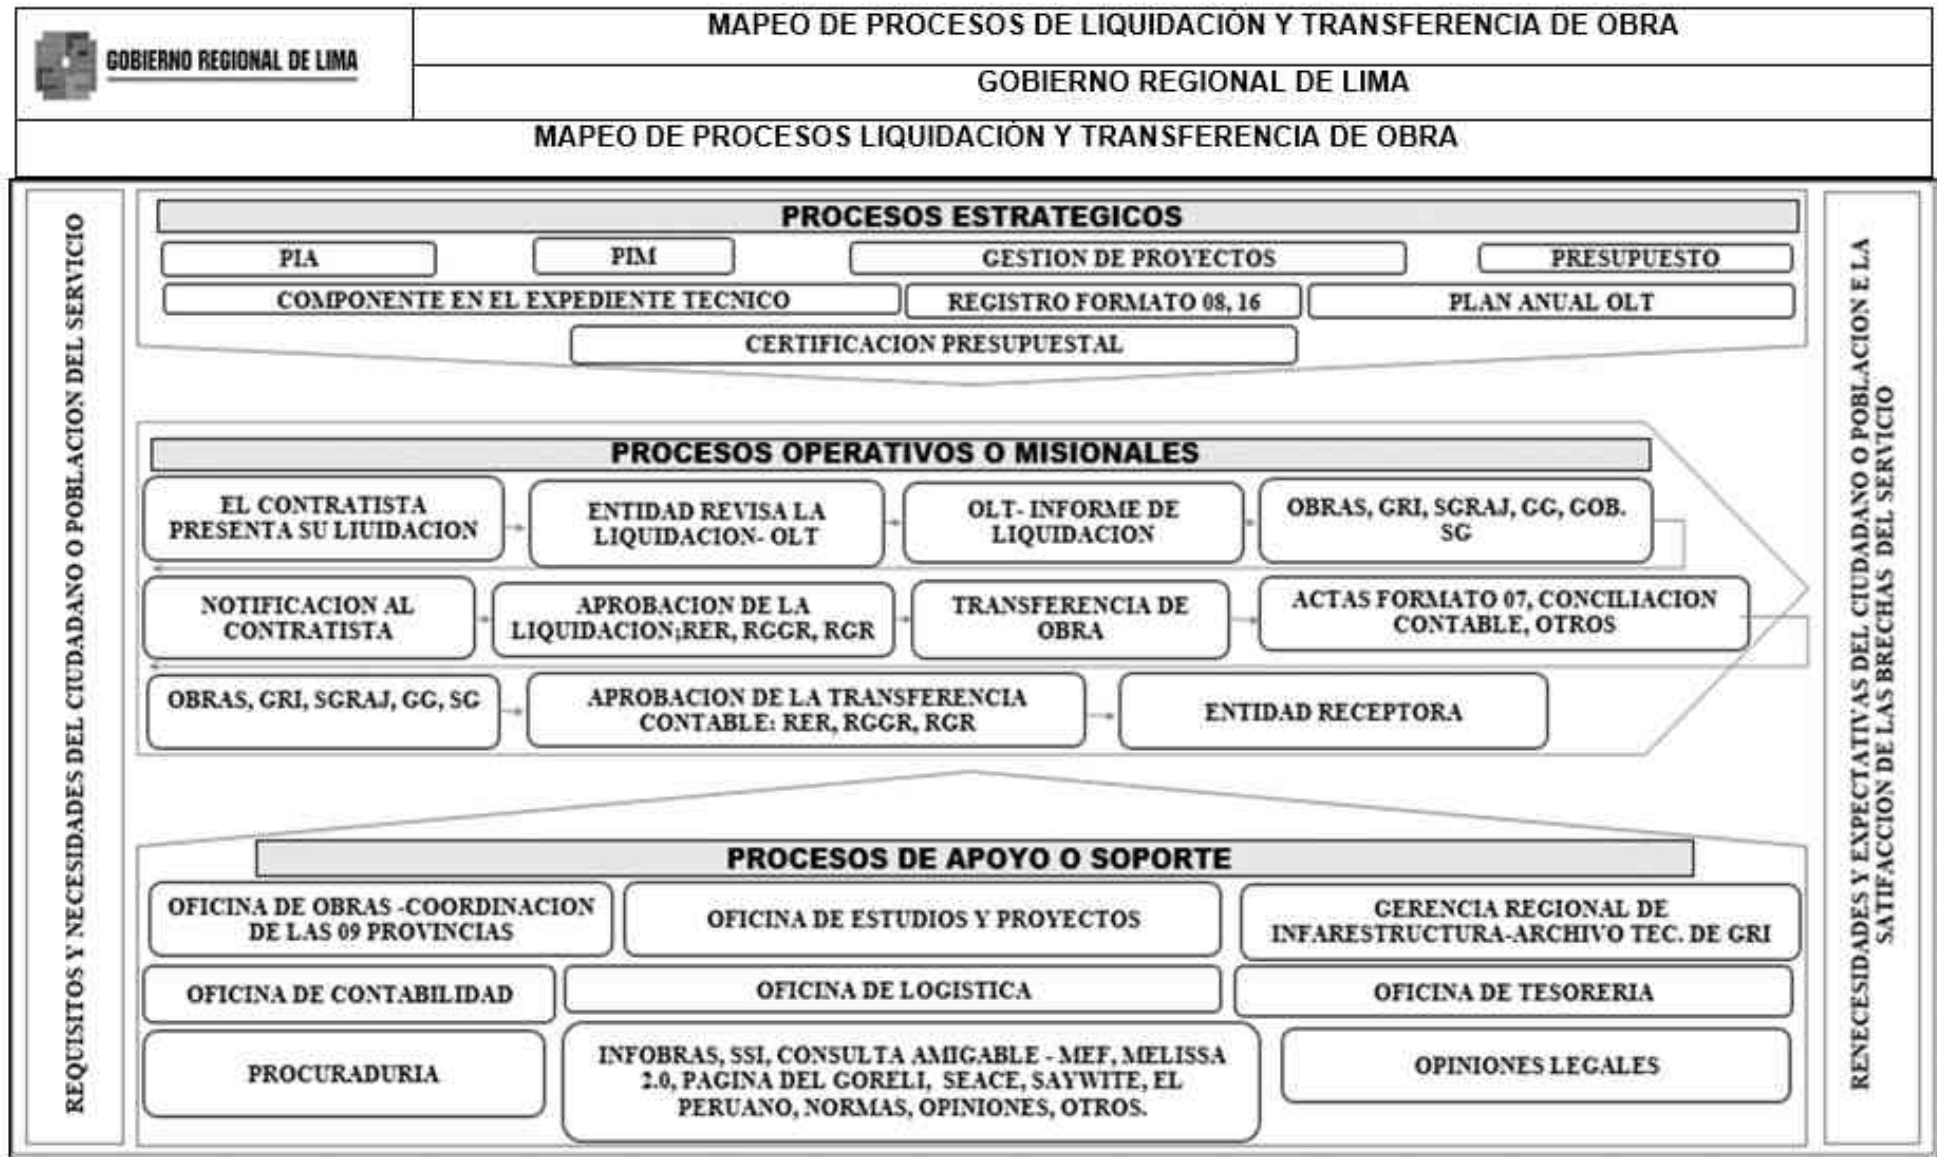 GOBIERNO REGIONAL DE LIMA
MAPEO DE PROCESOS DE LIQUIDACIÓN Y TRANSFERENCIA DE OBRA
GOBIERNO REGIONAL DE LIMA
MAPEO DE PROCESOS LIQUIDACIÓN Y TRANSFERENCIA DE OBRA
REQUISITOS Y NECESIDADES DEL CIUDADANO O POBLACION DEL SERVICIO
PROCESOS ESTRATEGICOS
PIA
PIM
GESTION DE PROYECTOS
PRESUPUESTO
COMPONENTE EN EL EXPEDIENTE TECNICO
REGISTRO FORMATO 08, 16
PLAN ANUAL OLT
CERTIFICACION PRESUPUESTAL
PROCESOS OPERATIVOS O MISIONALES
EL CONTRATISTA
PRESENTA SU LIUIDACION
ENTIDAD REVISA LA
LIQUIDACION- OLT
OLT- INFORME DE
LIQUIDACION
OBRAS, GRI, SGRAJ, GG, GOB.
SG
NOTIFICACION AL
CONTRATISTA
APROBACION DE LA
LIQUIDACION;RER, RGGR, RGR
TRANSFERENCIA DE
OBRA
ACTAS FORMATO 07, CONCILIACION
CONTABLE, OTROS
OBRAS, GRI, SGRAJ, GG, SG
APROBACION DE LA TRANSFERENCIA
CONTABLE: RER, RGGR, RGR
ENTIDAD RECEPTORA
PROCESOS DE APOYO O SOPORTE
OFICINA DE OBRAS -COORDINACION
DE LAS 09 PROVINCIAS
OFICINA DE ESTUDIOS Y PROYECTOS
GERENCIA REGIONAL DE
INFARESTRUCTURA-ARCHIVO TEC. DE GRI
OFICINA DE CONTABILIDAD
OFICINA DE LOGISTICA
OFICINA DE TESORERIA
PROCURADURIA
INFOBRAS, SSI, CONSULTA AMIGABLE - MEF, MELISSA
2.0, PAGINA DEL GORELI, SEACE, SAYWITE, EL
PERUANO, NORMAS, OPINIONES, OTROS.
OPINIONES LEGALES
RENECESIDADES Y EXPECTATIVAS DEL CIUDADANO O POBLACION E LA
SATIFACCION DE LAS BRECHAS DEL SERVICIO